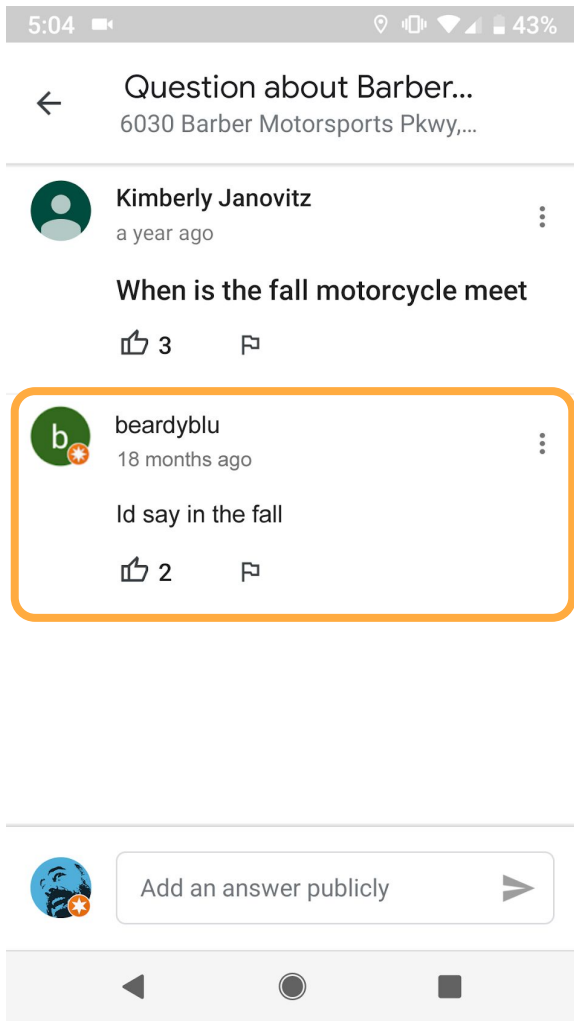 5:04
43%
Question about Barber...
6030 Barber Motorsports Pkwy,...
Kimberly Janovitz
a year ago
When is the fall motorcycle meet
3
b
beardyblu
18 months ago
Id say in the fall
2
Add an answer publicly